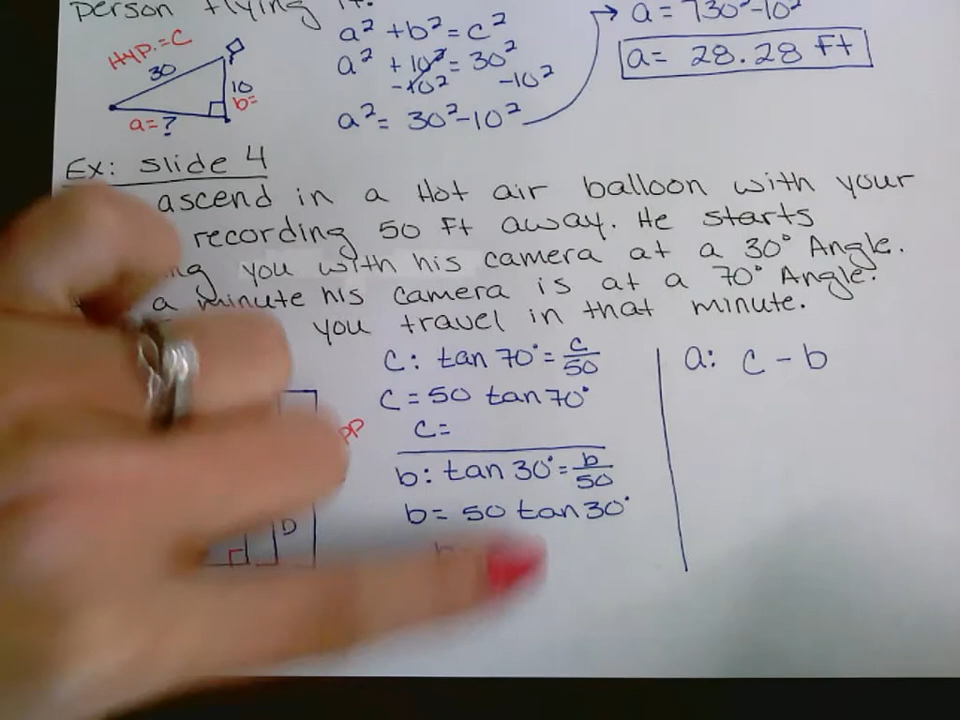 person flying it.
Hyp.=C
30
10
b=
a=?
a² + b² = c²
a² + 10² = 30²
-10² -10²
a² = 30² - 10²
a = √30² - 10²
a = 28.28 Ft
Ex: Slide 4
ascend in a Hot air balloon with your
recording 50 Ft away. He starts
you with his camera at a 30° Angle.
a minute his camera is at a 70° Angle.
you travel in that minute.
C: tan 70° = C/50
C = 50 tan 70°
C =
b: tan 30° = b/50
b = 50 tan 30°
b
a: C - b